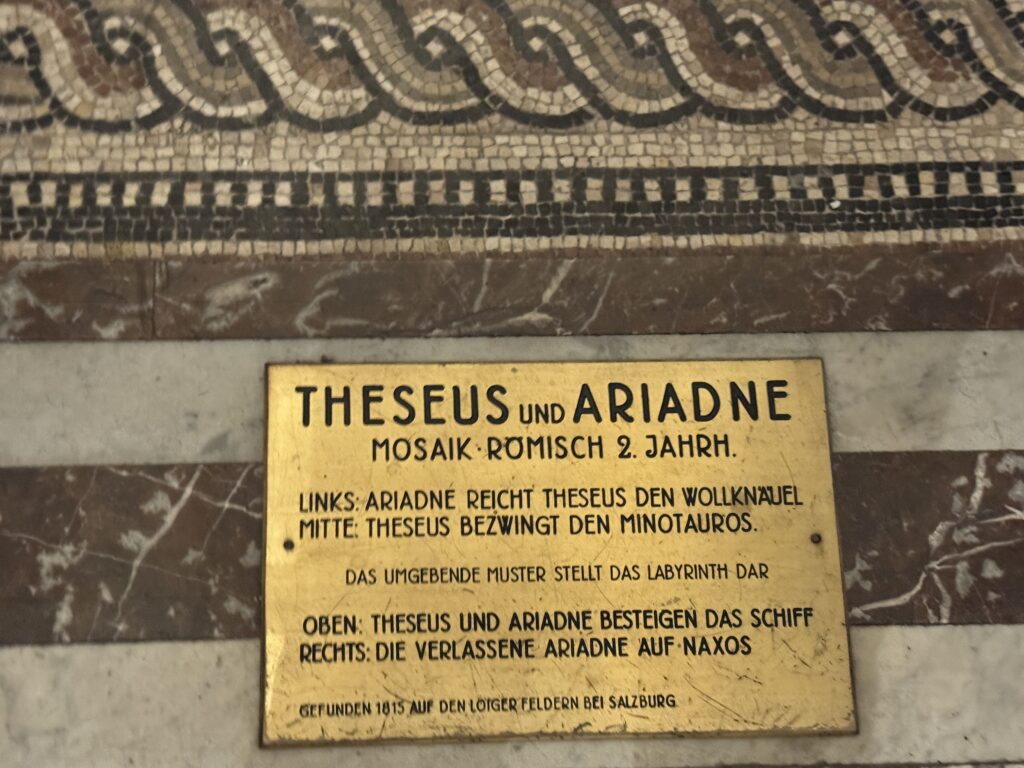 THESEUS UND ARIADNE
MOSAIK·RÖMISCH 2. JAHRH.
LINKS: ARIADNE REICHT THESEUS DEN WOLLKNÄUEL
MITTE: THESEUS BEZWINGT DEN MINOTAUROS.
DAS UMGEBENDE MUSTER STELLT DAS LABYRINTH DAR
OBEN: THESEUS UND ARIADNE BESTEIGEN DAS SCHIFF
RECHTS: DIE VERLASSENE ARIADNE AUF NAXOS
GEFUNDEN 1815 AUF DEN LOIGER FELDERN BEI SALZBURG